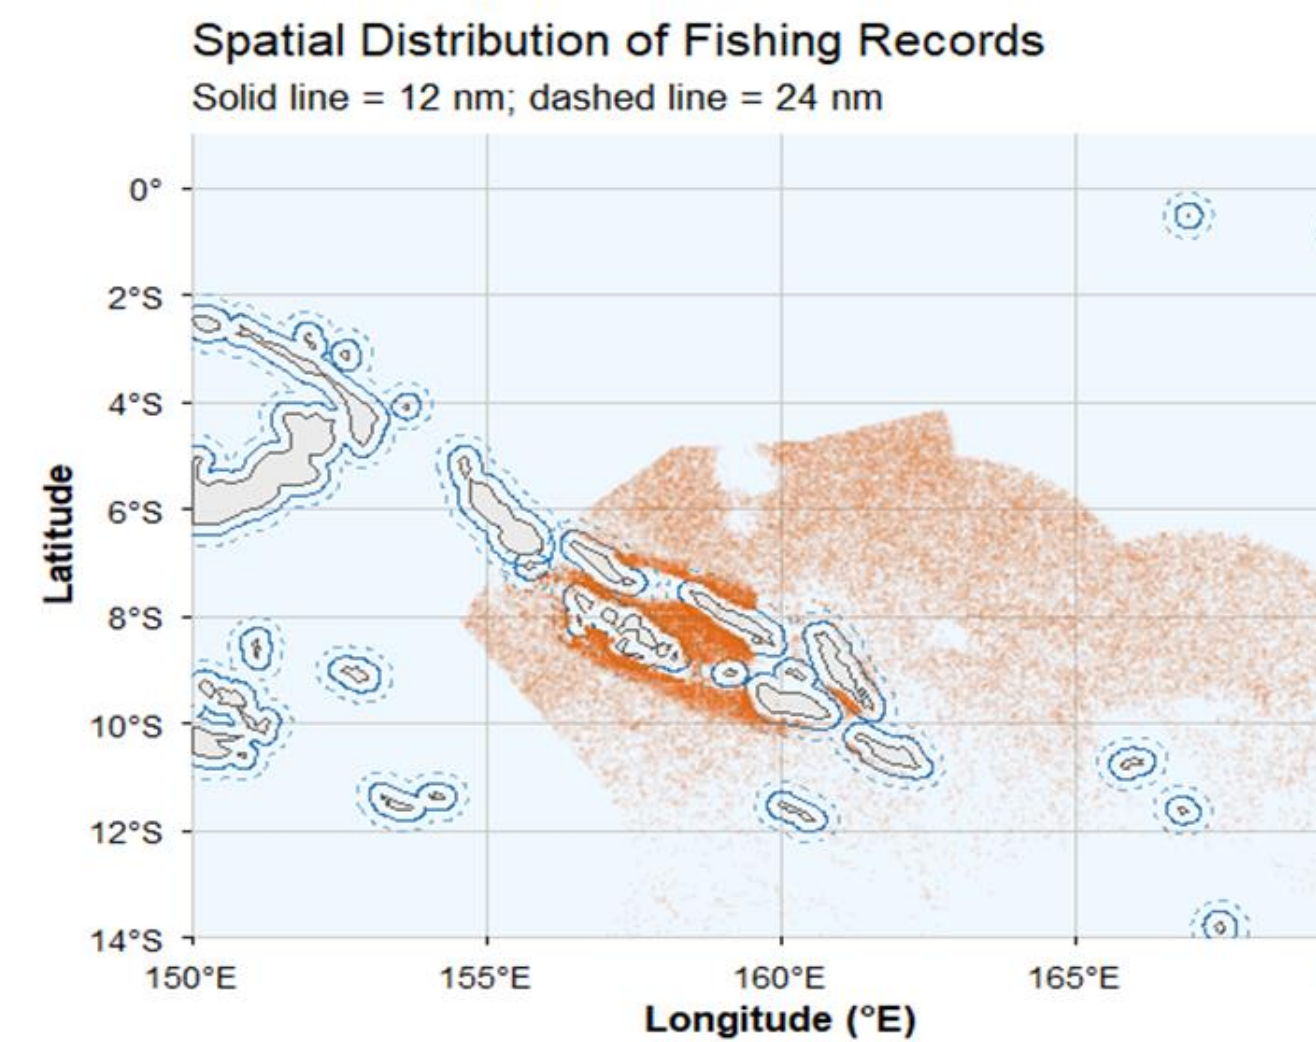 Spatial Distribution of Fishing Records
Solid line = 12 nm; dashed line = 24 nm
Latitude
0°
2°S
4°S
6°S
8°S
10°S
12°S
14°S
150°E
155°E
160°E
165°E
Longitude (°E)